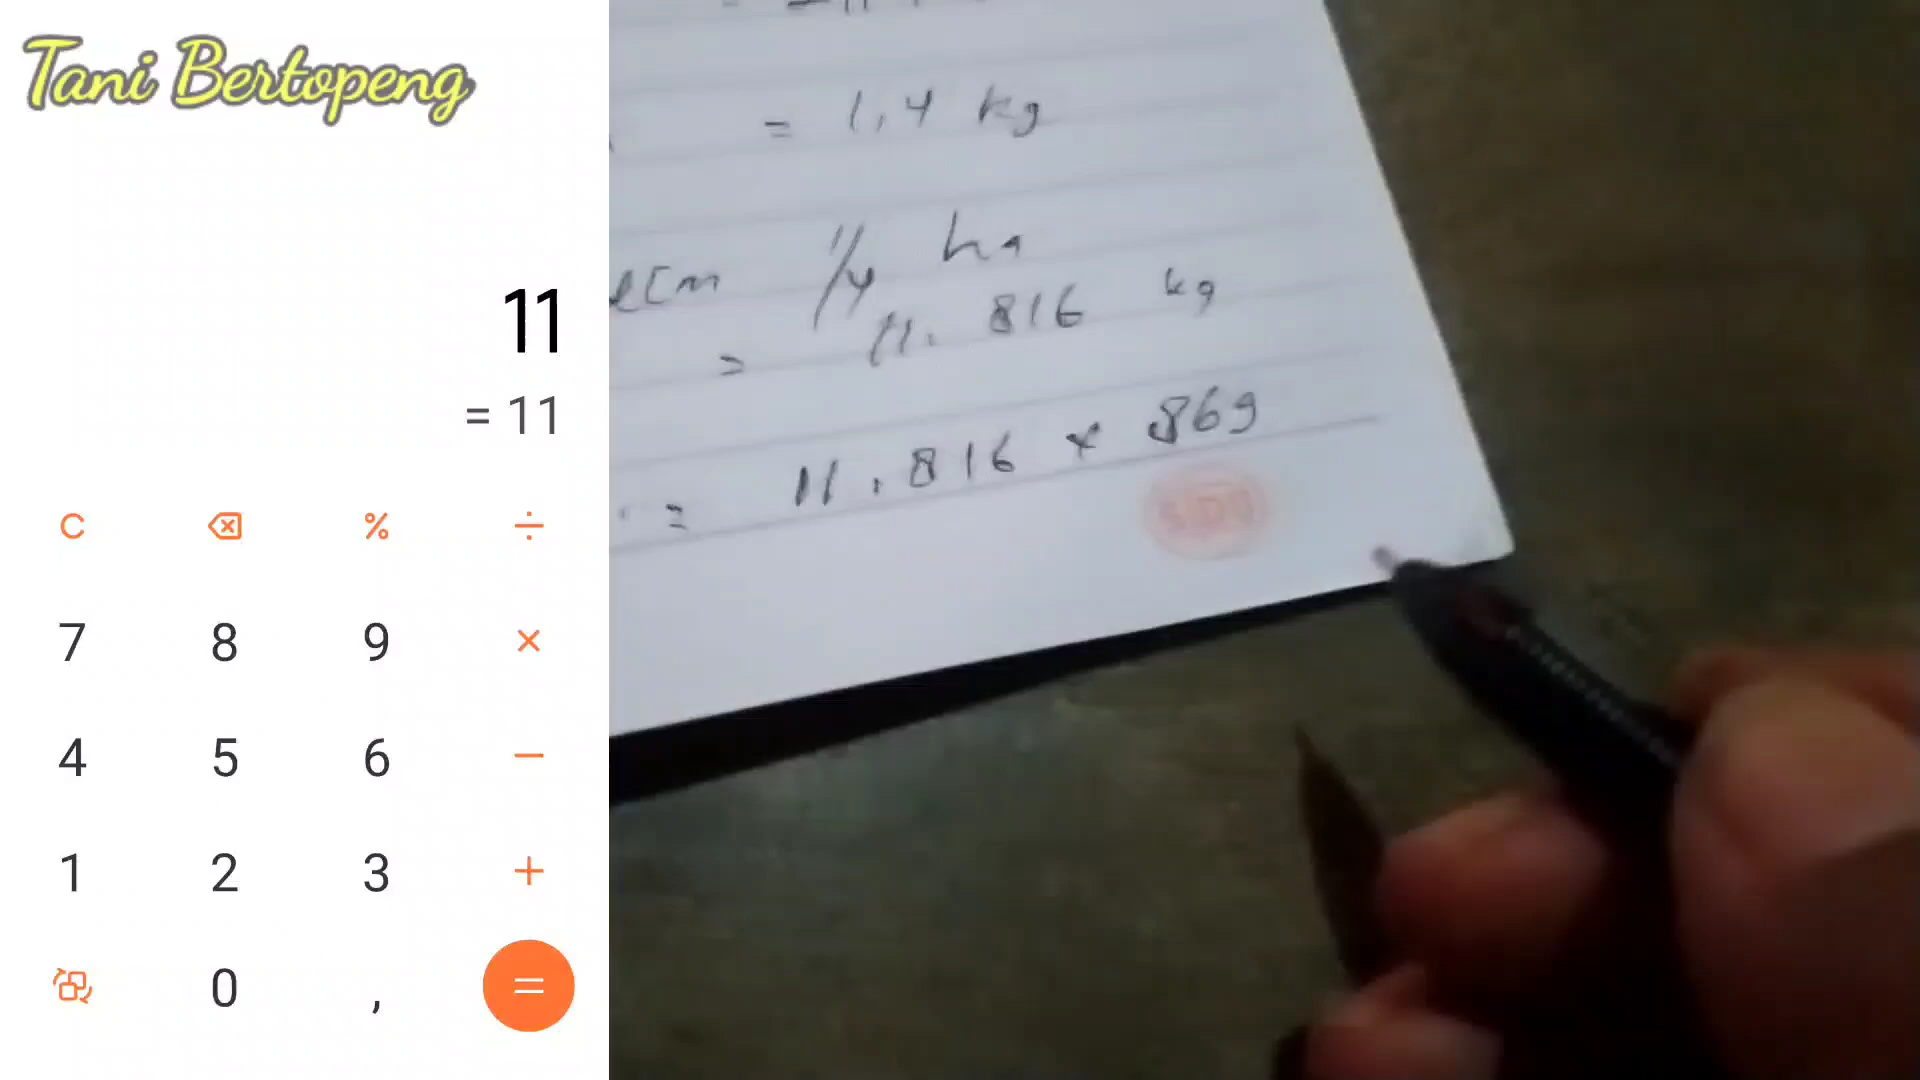 Tani Bertopeng
11
= 11
C % ÷
7 8 9 ×
4 5 6 −
1 2 3 +
0 , =
= 1,4 kg
1/4 ha
= 11.816 kg
= 11.816 × 869
SIDU